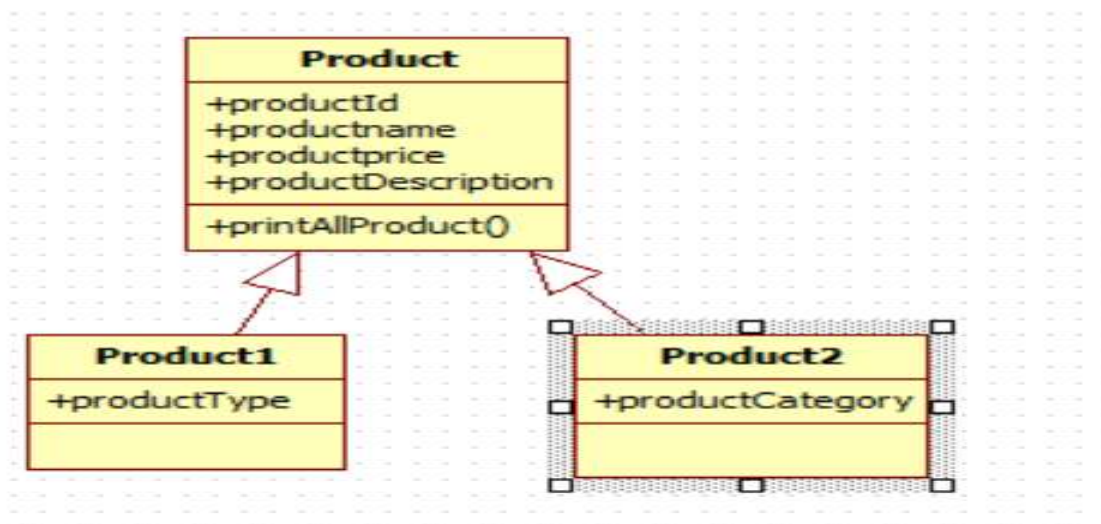 Product
+productId
+productname
+productprice
+productDescription
+printAllProduct()
Product1
+productType
Product2
+productCategory